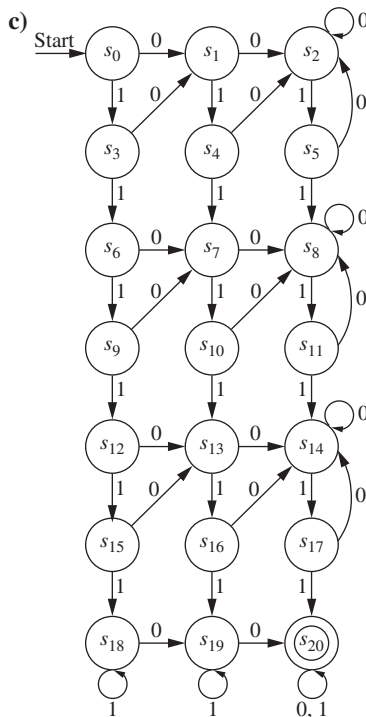 c)
0
Start s0 0 s1 0 s2
1 0 1 0 1 0
s3 s4 s5
1 1 1 0
s6 0 s7 0 s8
1 0 1 0 1 0
s9 s10 s11
1 1 1 0
s12 0 s13 0 s14
1 0 1 0 1 0
s15 s16 s17
1 1 1
s18 0 s19 0 s20
1 1 0, 1